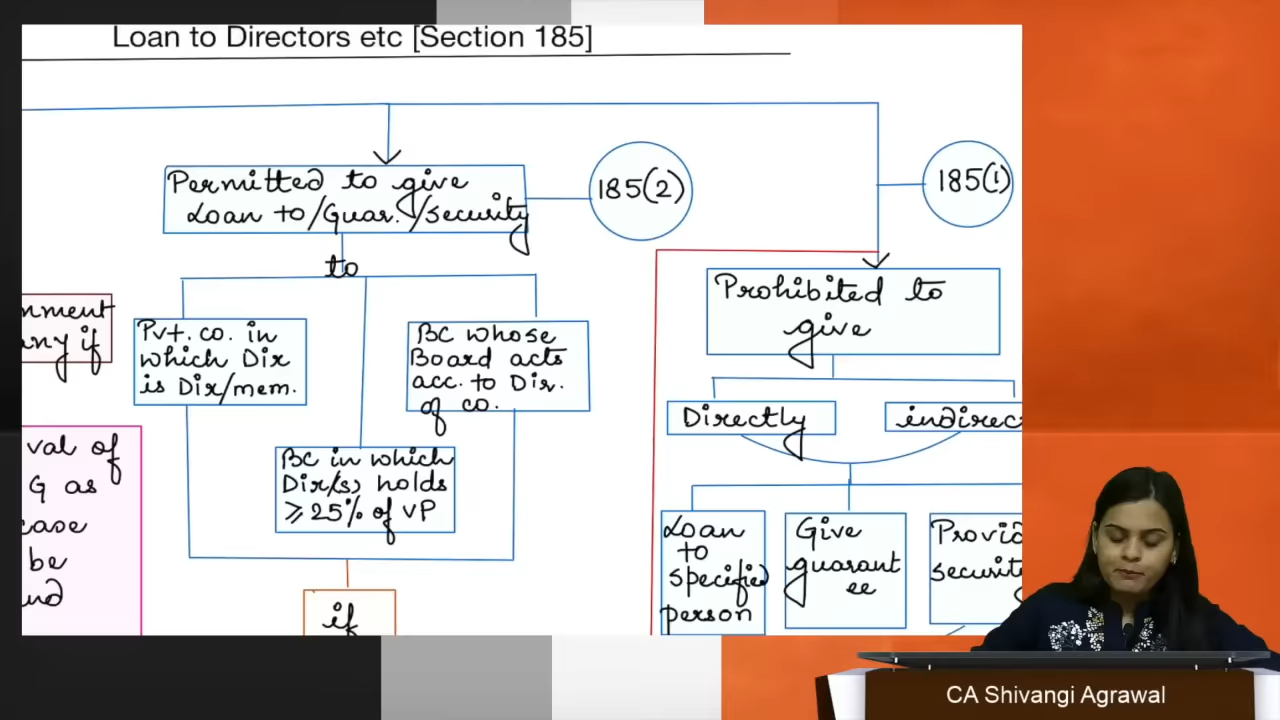 Loan to Directors etc [Section 185]
Permitted to give
Loan to/Guar./security
185(2)
185(1)
to
Prohibited to
give
nment
any if
Pvt. co. in
which Dir
is Dir/mem.
BC whose
Board acts
acc. to Dir.
of co.
Directly
indirec
val of
G as
case
be
and
BC in which
Dir/s, holds
⩾ 25% of VP
Loan
to
specified
person
Give
guarant
ee
Provid
securit
if
CA Shivangi Agrawal